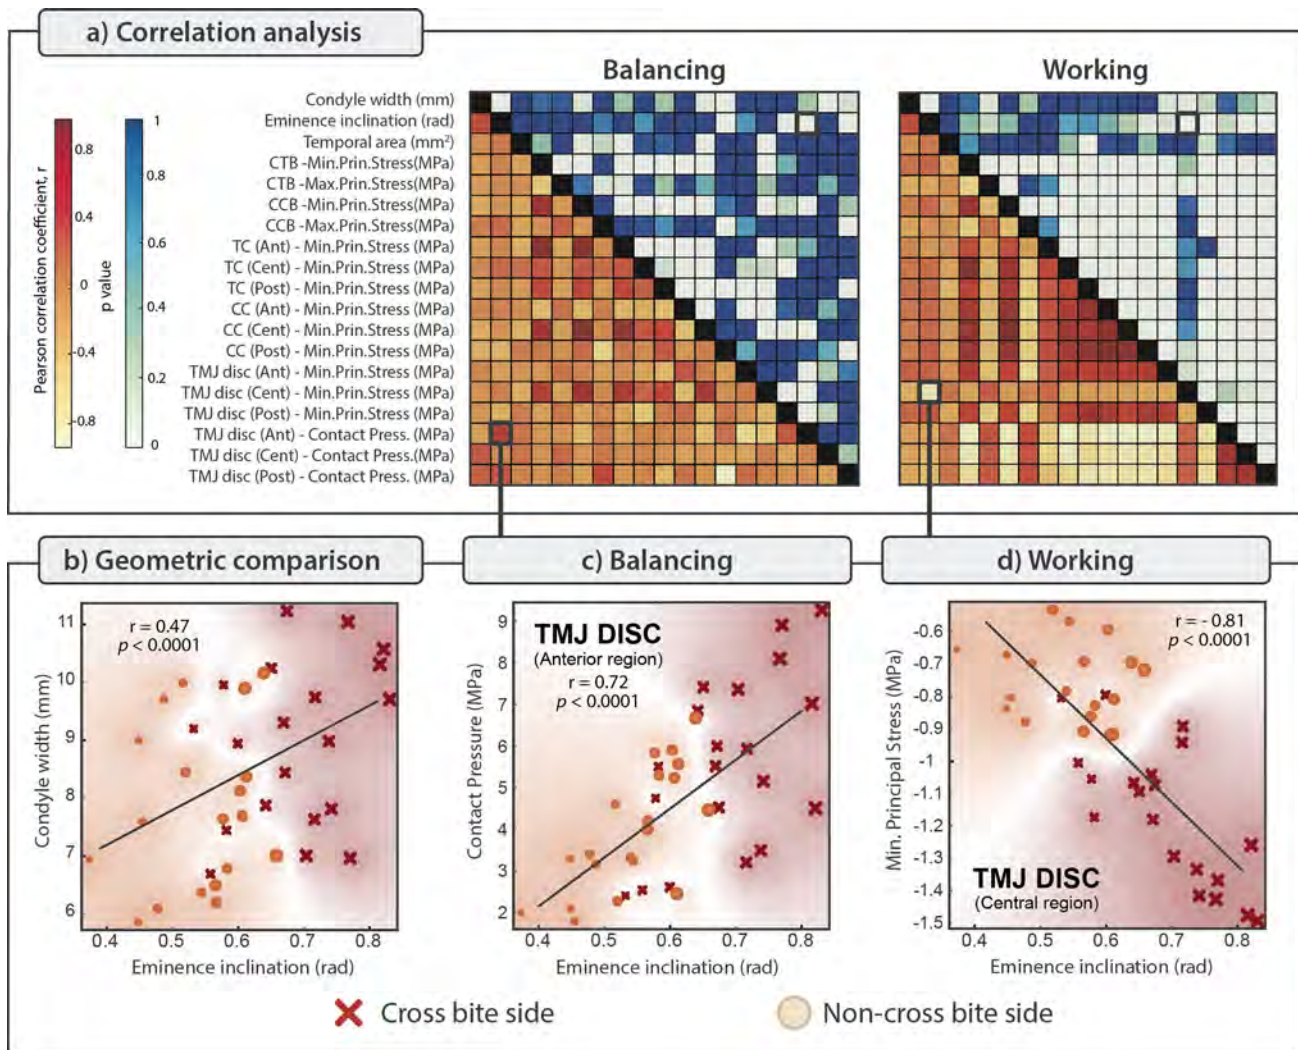 a) Correlation analysis
Balancing
Working
Pearson correlation coefficient, r
0.8
0.4
0
-0.4
-0.8
p value
1
0.8
0.6
0.4
0.2
0
Condyle width (mm)
Eminence inclination (rad)
Temporal area (mm²)
CTB -Min.Prin.Stress(MPa)
CTB -Max.Prin.Stress(MPa)
CCB -Min.Prin.Stress(MPa)
CCB -Max.Prin.Stress(MPa)
TC (Ant) - Min.Prin.Stress (MPa)
TC (Cent) - Min.Prin.Stress (MPa)
TC (Post) - Min.Prin.Stress (MPa)
CC (Ant) - Min.Prin.Stress (MPa)
CC (Cent) - Min.Prin.Stress (MPa)
CC (Post) - Min.Prin.Stress (MPa)
TMJ disc (Ant) - Min.Prin.Stress (MPa)
TMJ disc (Cent) - Min.Prin.Stress (MPa)
TMJ disc (Post) - Min.Prin.Stress (MPa)
TMJ disc (Ant) - Contact Press. (MPa)
TMJ disc (Cent) - Contact Press.(MPa)
TMJ disc (Post) - Contact Press. (MPa)
b) Geometric comparison
Condyle width (mm)
11
10
9
8
7
6
r = 0.47
p < 0.0001
0.4 0.5 0.6 0.7 0.8
Eminence inclination (rad)
c) Balancing
Contact Pressure (MPa)
9
8
7
6
5
4
3
2
TMJ DISC
(Anterior region)
r = 0.72
p < 0.0001
0.4 0.5 0.6 0.7 0.8
Eminence inclination (rad)
d) Working
Min. Principal Stress (MPa)
-0.6
-0.7
-0.8
-0.9
-1
-1.1
-1.2
-1.3
-1.4
-1.5
r = - 0.81
p < 0.0001
TMJ DISC
(Central region)
0.4 0.5 0.6 0.7 0.8
Eminence inclination (rad)
Cross bite side
Non-cross bite side